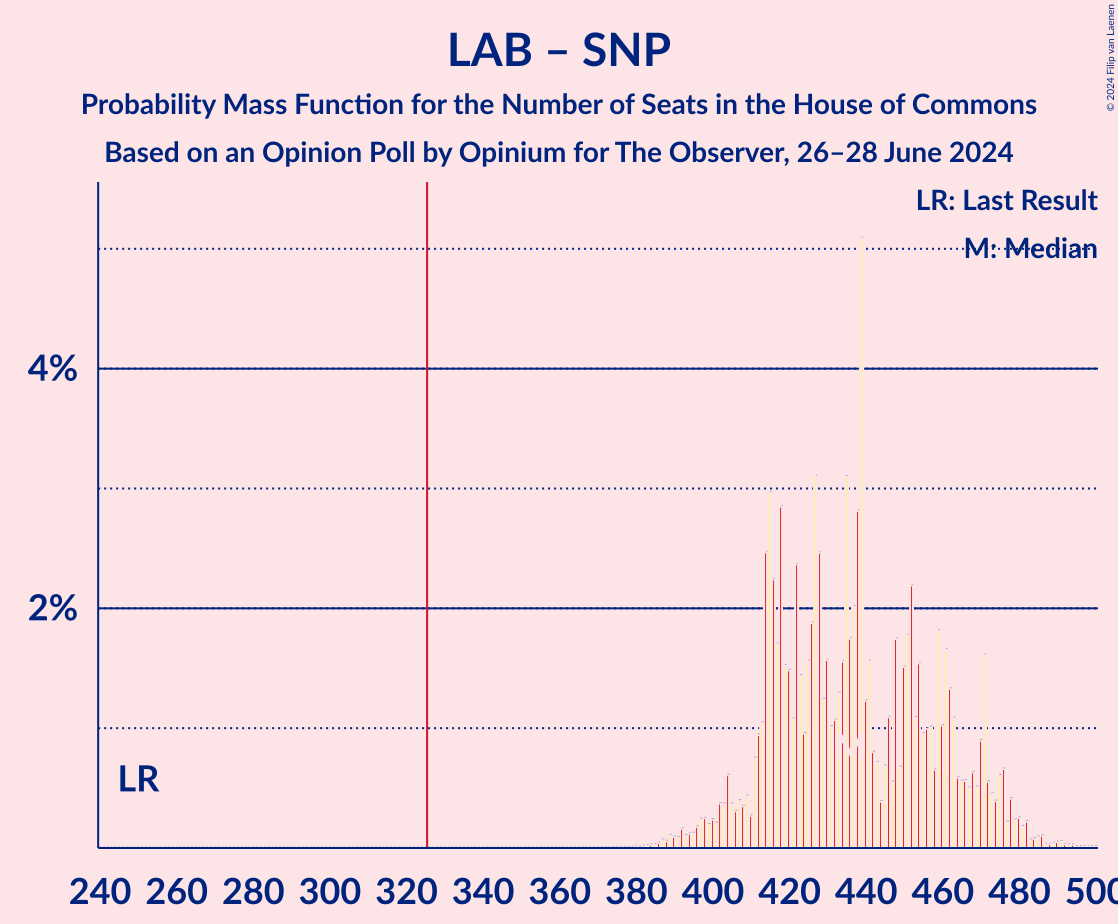 LAB – SNP
Probability Mass Function for the Number of Seats in the House of Commons
Based on an Opinion Poll by Opinium for The Observer, 26–28 June 2024
© 2024 Filip van Laenen
LR: Last Result
M: Median
4%
2%
LR
240 260 280 300 320 340 360 380 400 420 440 460 480 500